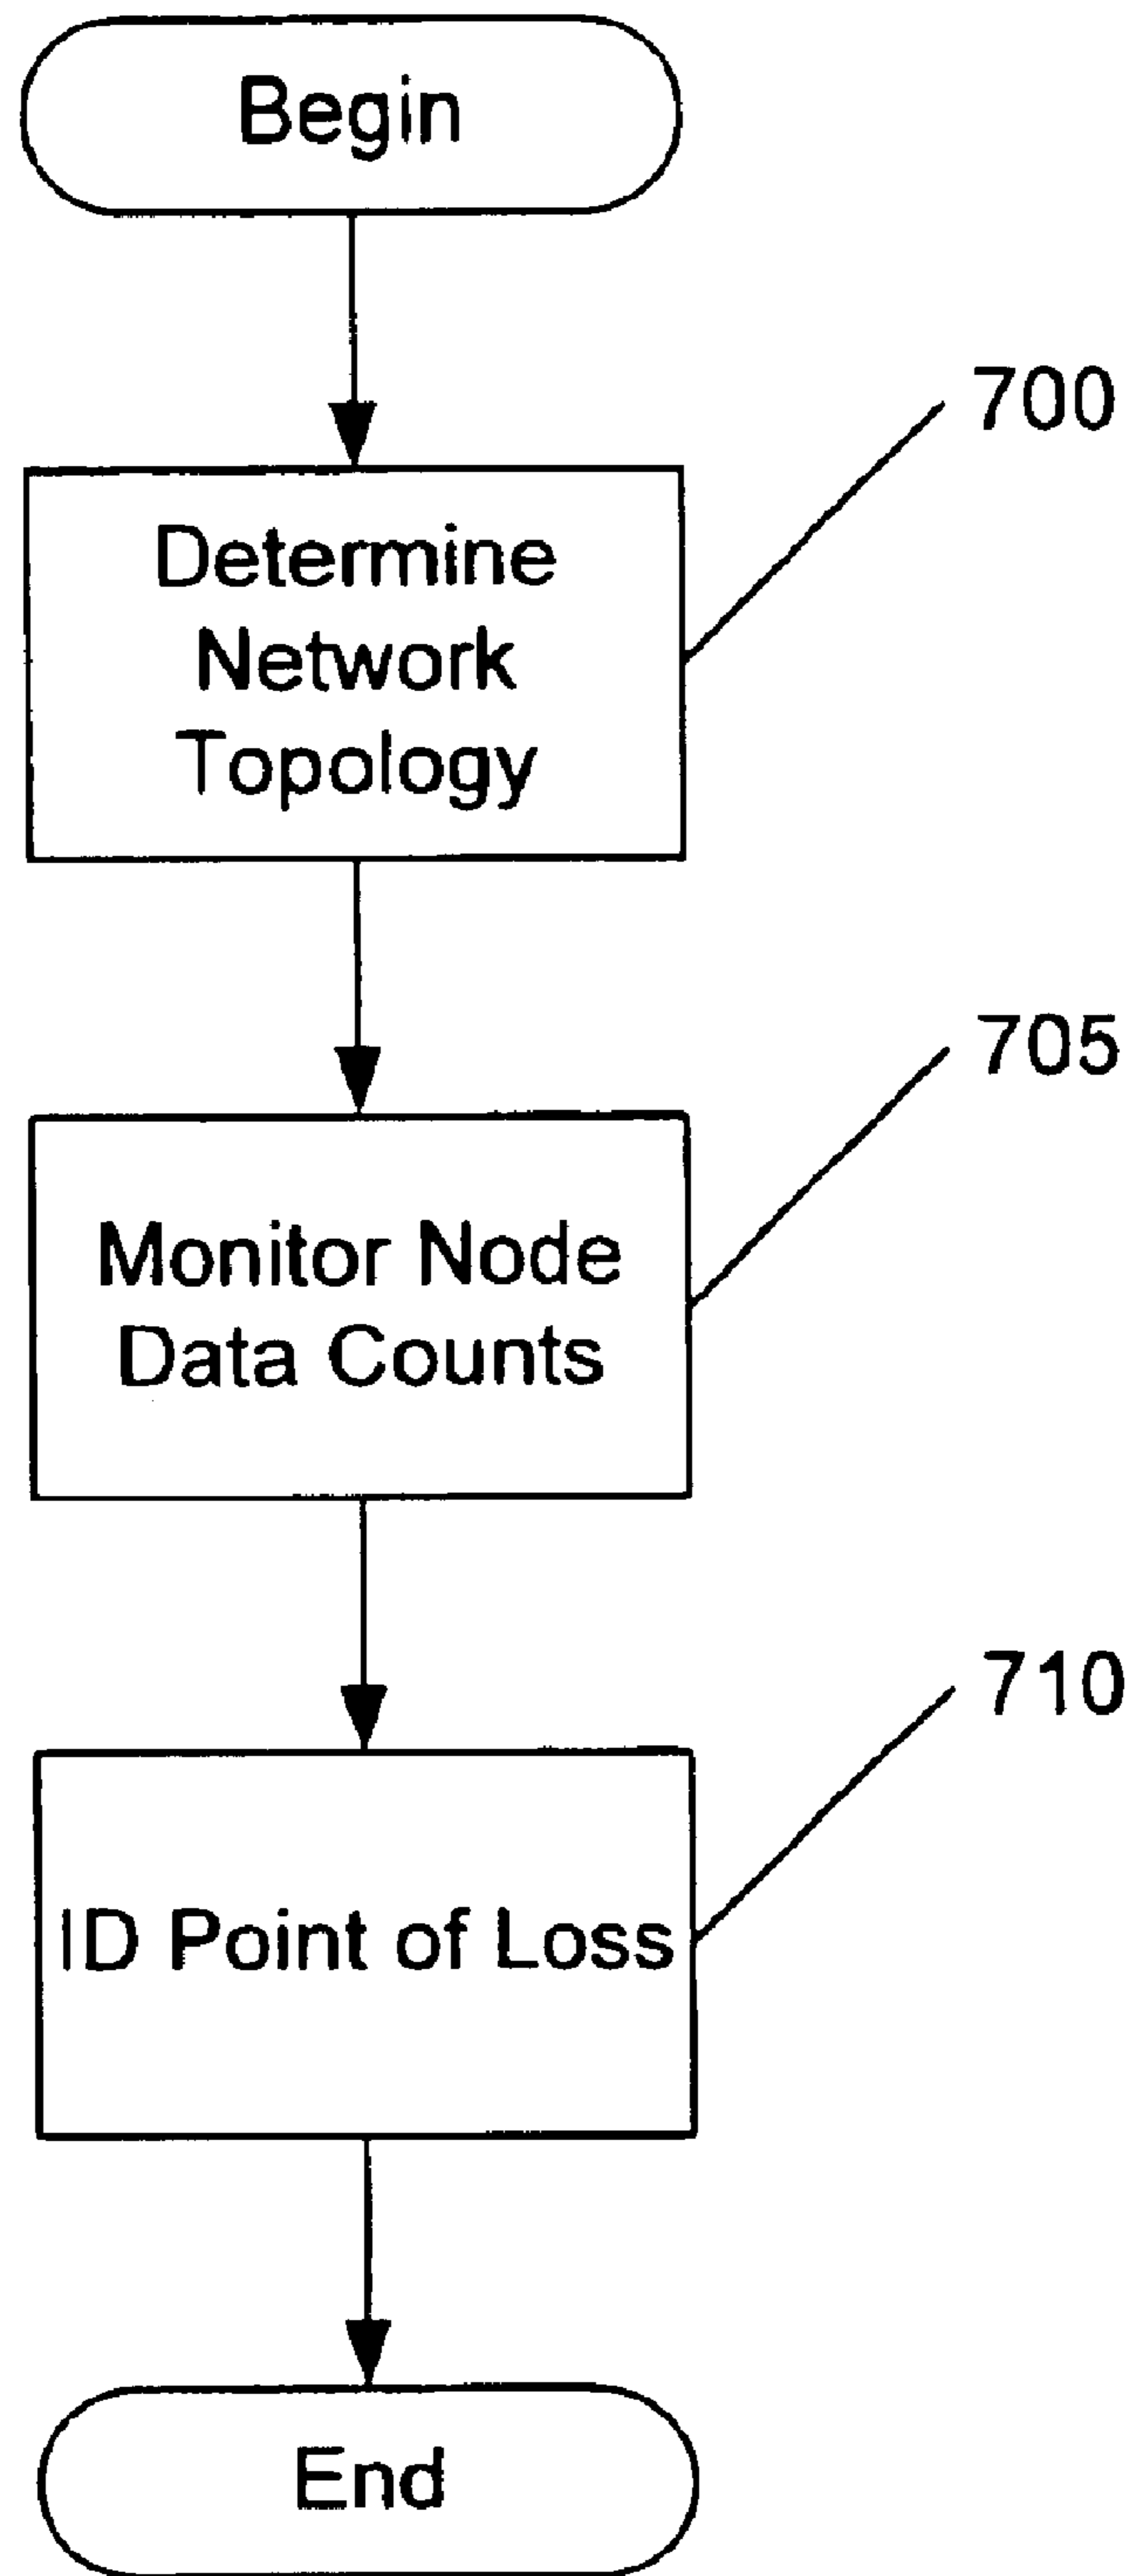 Begin
700
Determine
Network
Topology
705
Monitor Node
Data Counts
710
ID Point of Loss
End